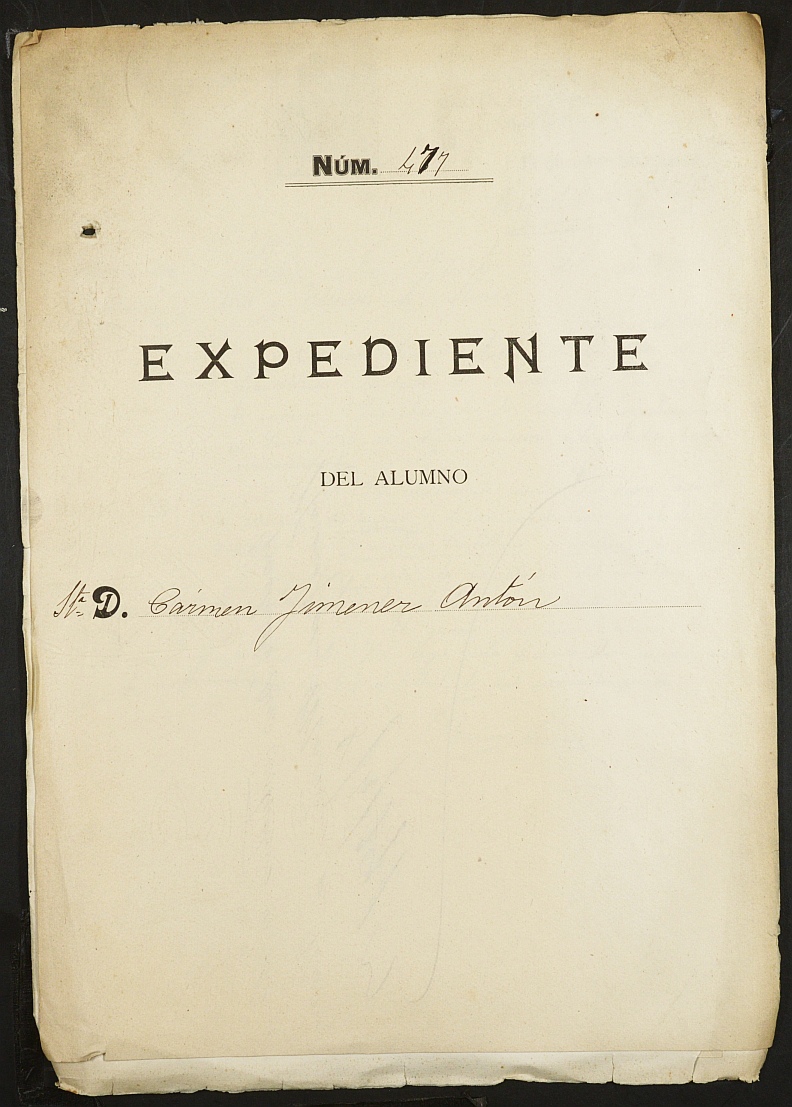 NÚM. 477
EXPEDIENTE
DEL ALUMNO
Sta. D. Carmen Jimenez Antón